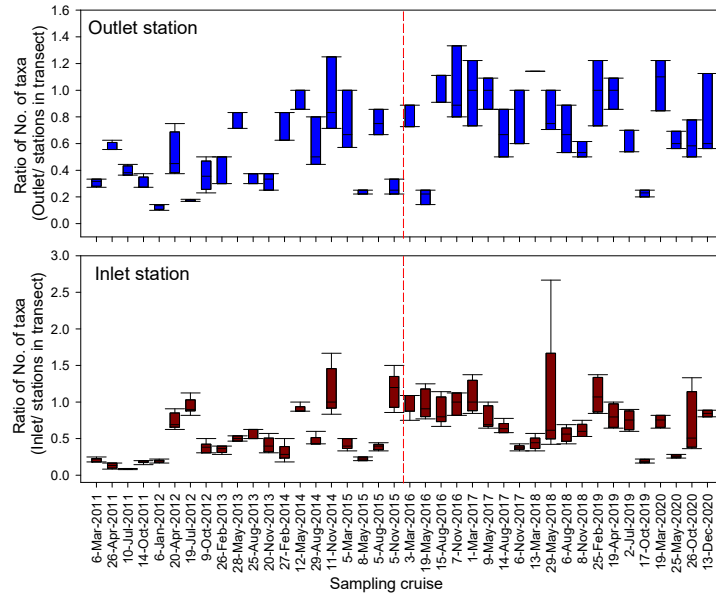 Outlet station
Ratio of No. of taxa
(Outlet/ stations in transect)
1.6
1.4
1.2
1.0
0.8
0.6
0.4
0.2
0.0
Inlet station
Ratio of No. of taxa
(Inlet/ stations in transect)
3.0
2.5
2.0
1.5
1.0
0.5
0.0
6-Mar-2011
26-Apr-2011
10-Jul-2011
14-Oct-2011
6-Jan-2012
20-Apr-2012
19-Jul-2012
9-Oct-2012
26-Feb-2013
28-May-2013
25-Aug-2013
20-Nov-2013
27-Feb-2014
12-May-2014
29-Aug-2014
11-Nov-2014
5-Mar-2015
8-May-2015
5-Aug-2015
5-Nov-2015
3-Mar-2016
19-May-2016
15-Aug-2016
7-Nov-2016
1-Mar-2017
9-May-2017
14-Aug-2017
6-Nov-2017
13-Mar-2018
29-May-2018
6-Aug-2018
8-Nov-2018
25-Feb-2019
19-Apr-2019
2-Jul-2019
17-Oct-2019
19-Mar-2020
25-May-2020
26-Oct-2020
13-Dec-2020
Sampling cruise